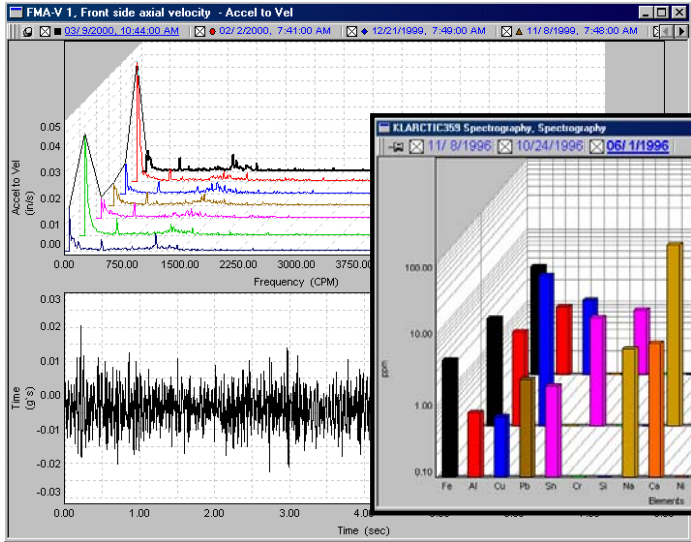 FMA-V 1, Front side axial velocity - Accel to Vel
03/ 9/2000, 10:44:00 AM 02/ 2/2000, 7:41:00 AM 12/21/1999, 7:49:00 AM 11/ 8/1999, 7:48:00 AM
0.05
0.04
0.03
0.02
0.01
0.00
Accel to Vel
(in/s)
0.00 750.00 2250.00 3000.00 3750.00
Frequency (CPM)
0.03
0.01
0.00
-0.01
-0.02
-0.03
Time
(g's)
0.00 1.00 2.00 3.00 4.00
Time (sec)
KLARCTIC359 Spectrography, Spectrography
11/ 8/1996 10/24/1996 06/ 1/1996
100.00
10.00
1.00
0.10
ppm
Fe Al Cu Pb Sn Cr Si Na Ca Ni
Elements